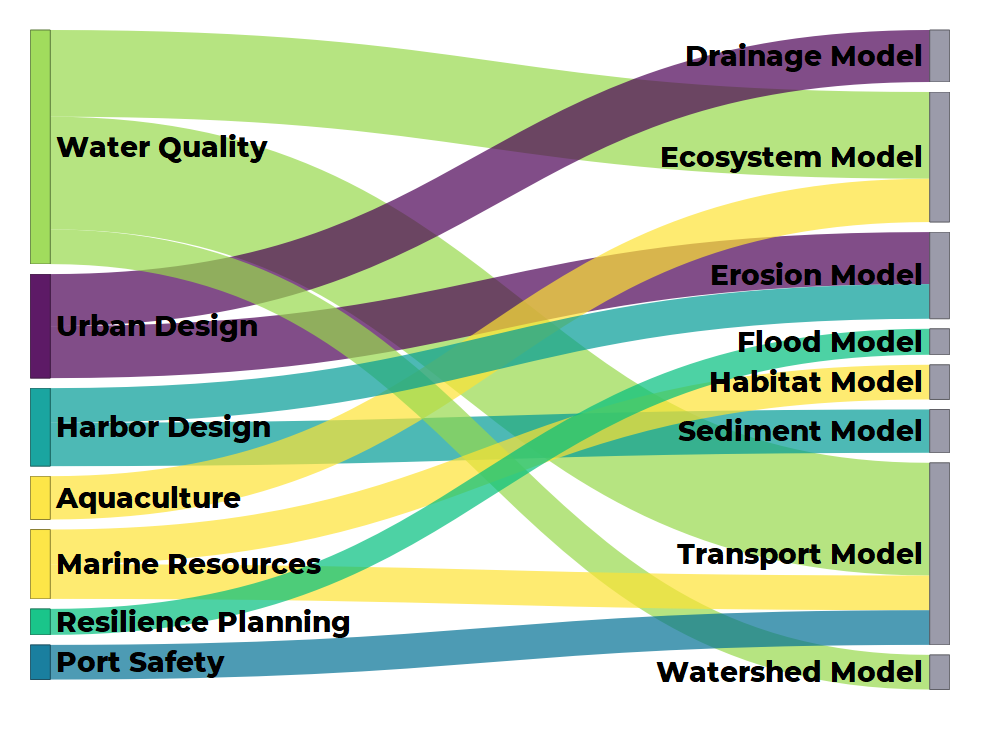 Water Quality
Urban Design
Harbor Design
Aquaculture
Marine Resources
Resilience Planning
Port Safety
Drainage Model
Ecosystem Model
Erosion Model
Flood Model
Habitat Model
Sediment Model
Transport Model
Watershed Model